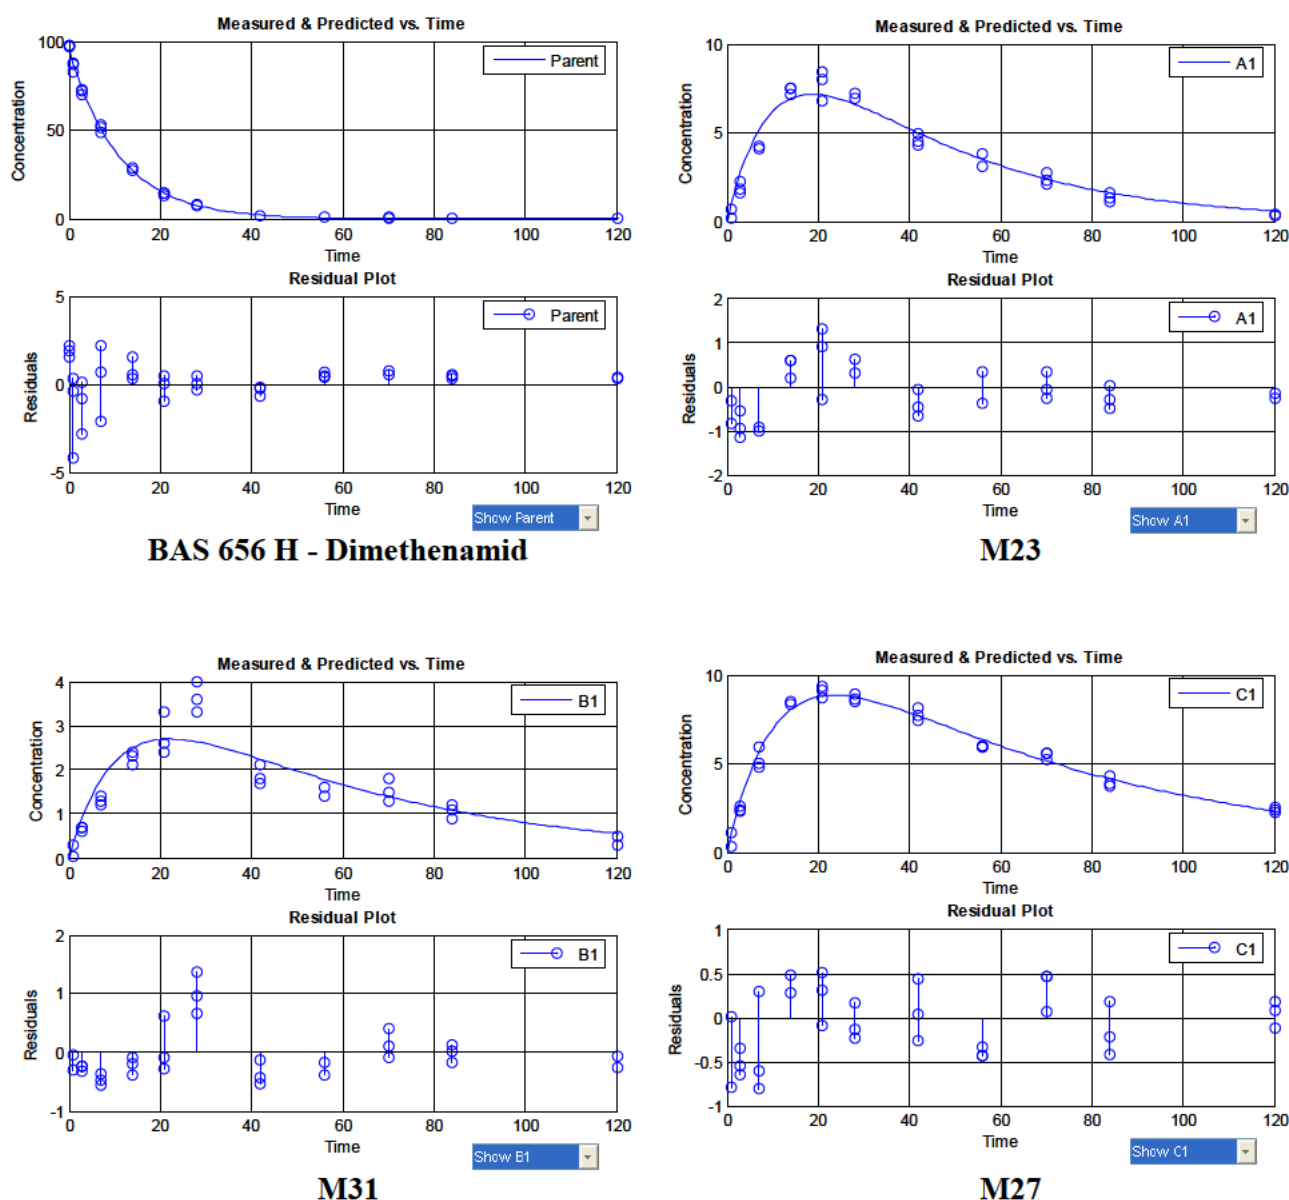 Measured & Predicted vs. Time
Concentration
100
50
0
Parent
0 20 40 60 80 100 120
Time
Residual Plot
Residuals
5
0
-5
Parent
0 20 40 60 80 100 120
Time
Show Parent
BAS 656 H - Dimethenamid
Measured & Predicted vs. Time
Concentration
10
5
0
A1
0 20 40 60 80 100 120
Time
Residual Plot
Residuals
2
1
0
-1
-2
A1
0 20 40 60 80 100 120
Time
Show A1
M23
Measured & Predicted vs. Time
Concentration
4
3
2
1
0
B1
0 20 40 60 80 100 120
Time
Residual Plot
Residuals
2
1
0
-1
B1
0 20 40 60 80 100 120
Time
Show B1
M31
Measured & Predicted vs. Time
Concentration
10
5
0
C1
0 20 40 60 80 100 120
Time
Residual Plot
Residuals
1
0.5
0
-0.5
-1
C1
0 20 40 60 80 100 120
Time
Show C1
M27